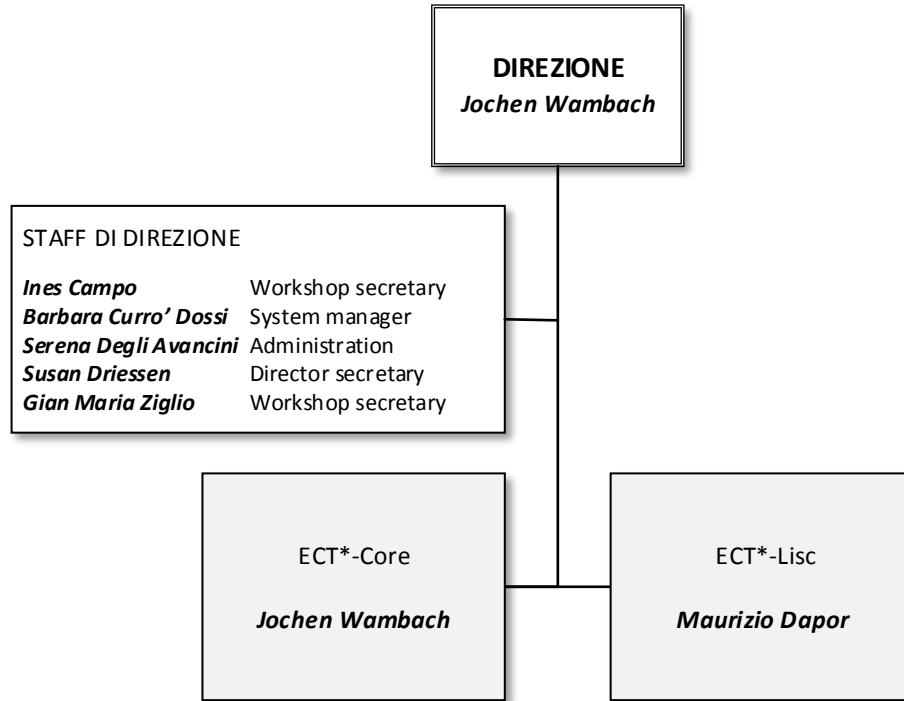 DIREZIONE
Jochen Wambach
STAFF DI DIREZIONE
Ines Campo Workshop secretary
Barbara Curro’ Dossi System manager
Serena Degli Avancini Administration
Susan Driessen Director secretary
Gian Maria Ziglio Workshop secretary
ECT*-Core
Jochen Wambach
ECT*-Lisc
Maurizio Dapor